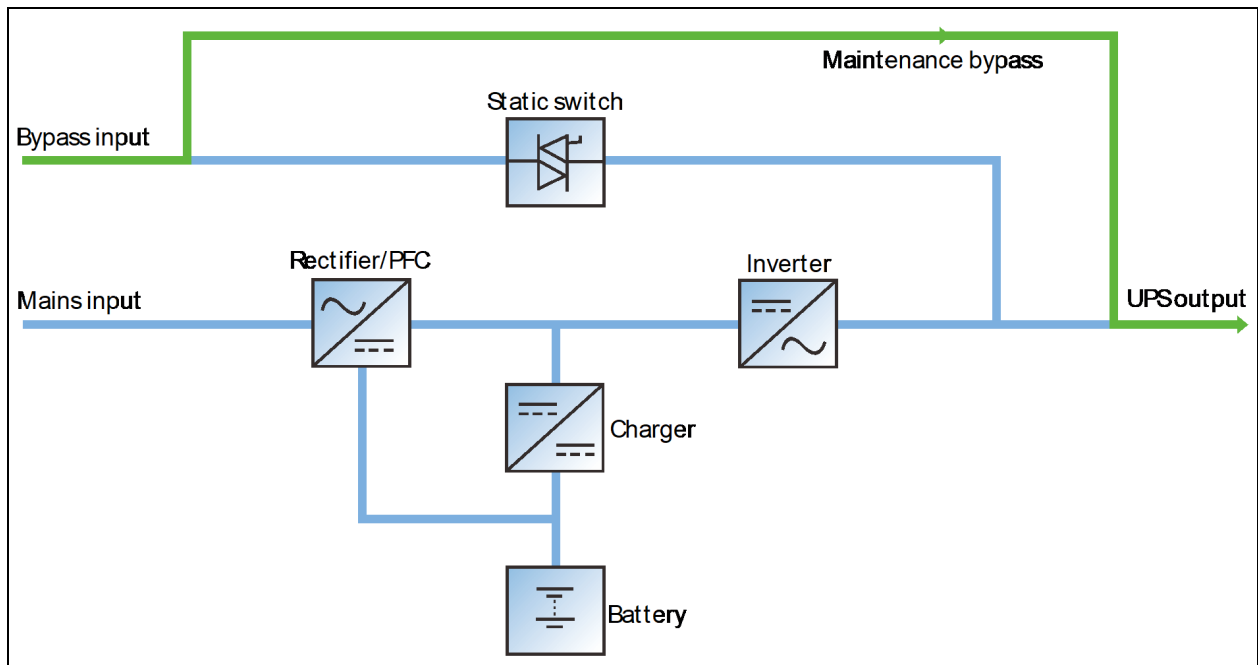 Maintenance bypass
Static switch
Bypass input
Rectifier/PFC
Inverter
Mains input
UPS output
Charger
Battery